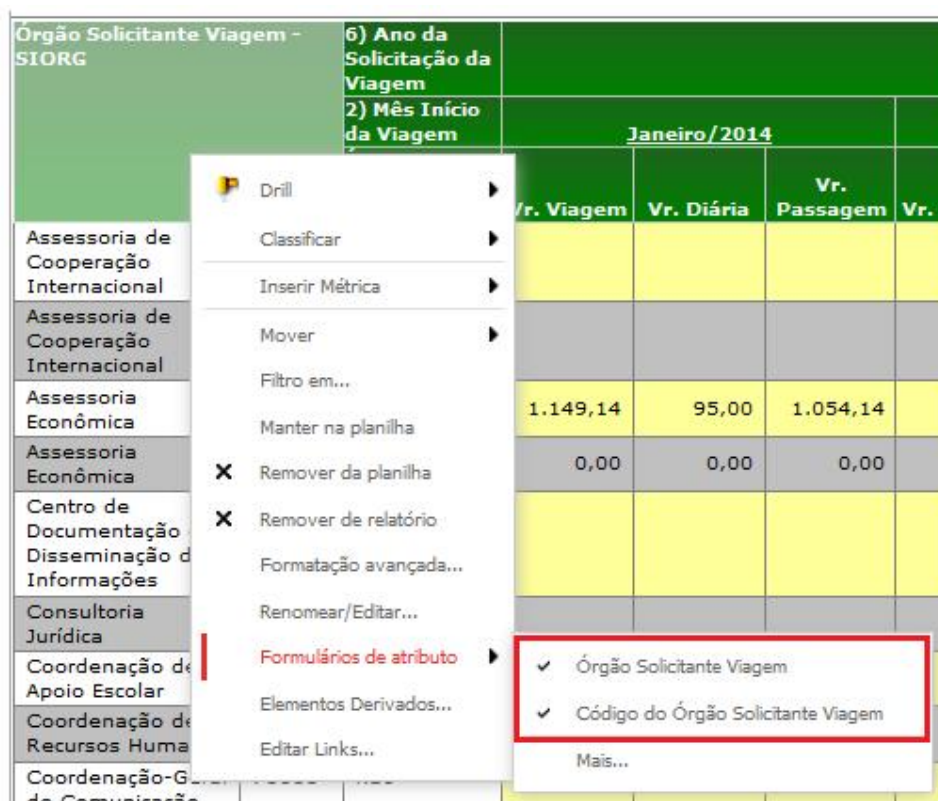 Órgão Solicitante Viagem -
SIORG
6) Ano da
Solicitação da
Viagem
2) Mês Início
da Viagem
Janeiro/2014
Vr. Viagem
Vr. Diária
Vr.
Passagem
Vr.
Assessoria de
Cooperação
Internacional
Assessoria de
Cooperação
Internacional
Assessoria
Econômica
1.149,14
95,00
1.054,14
Assessoria
Econômica
0,00
0,00
0,00
Centro de
Documentação
Disseminação d
Informações
Consultoria
Jurídica
Coordenação de
Apoio Escolar
Coordenação de
Recursos Huma
Coordenação-G
de Comunicação
Drill
Classificar
Inserir Métrica
Mover
Filtro em...
Manter na planilha
Remover da planilha
Remover de relatório
Formatação avançada...
Renomear/Editar...
Formulários de atributo
Elementos Derivados...
Editar Links...
Órgão Solicitante Viagem
Código do Órgão Solicitante Viagem
Mais...